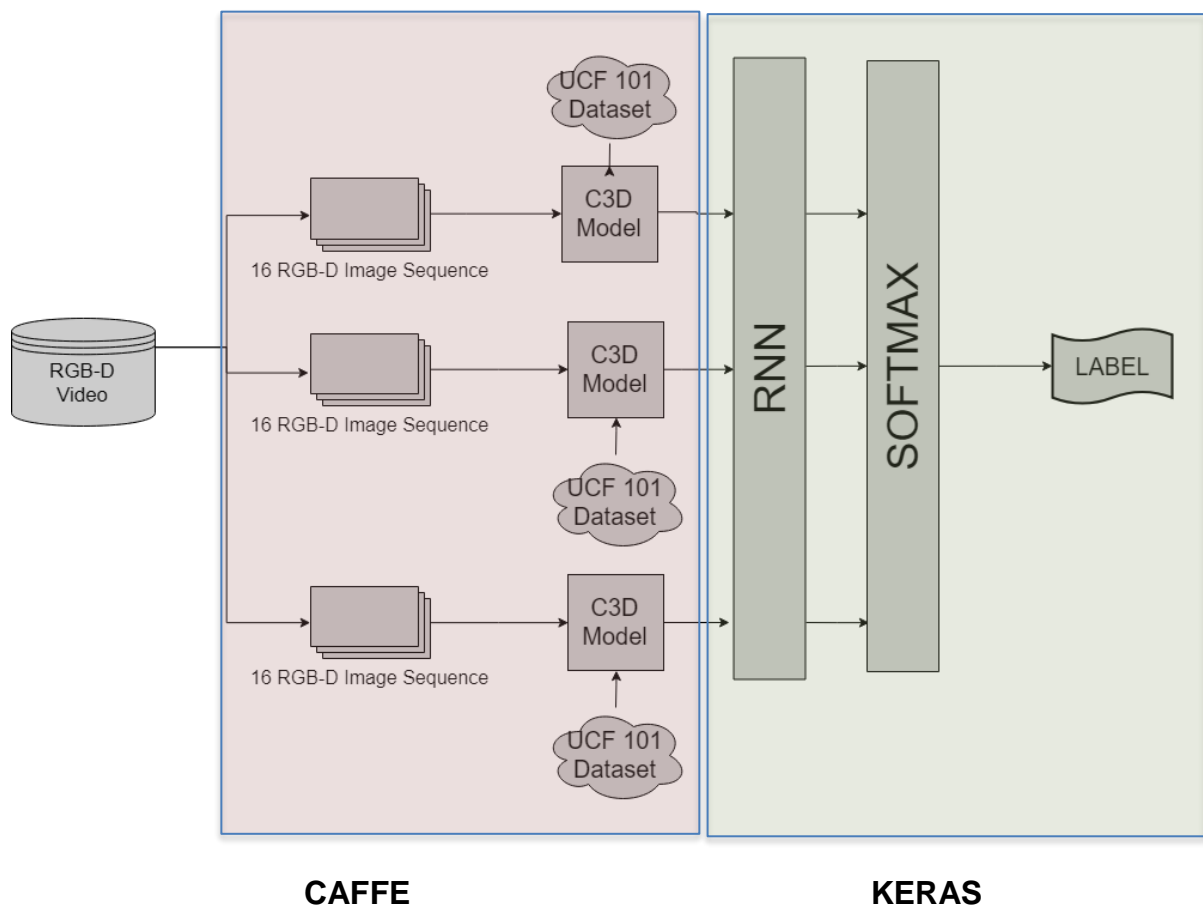 UCF 101
Dataset
C3D
Model
16 RGB-D Image Sequence
RGB-D
Video
C3D
Model
16 RGB-D Image Sequence
UCF 101
Dataset
C3D
Model
16 RGB-D Image Sequence
UCF 101
Dataset
RNN
SOFTMAX
LABEL
CAFFE
KERAS